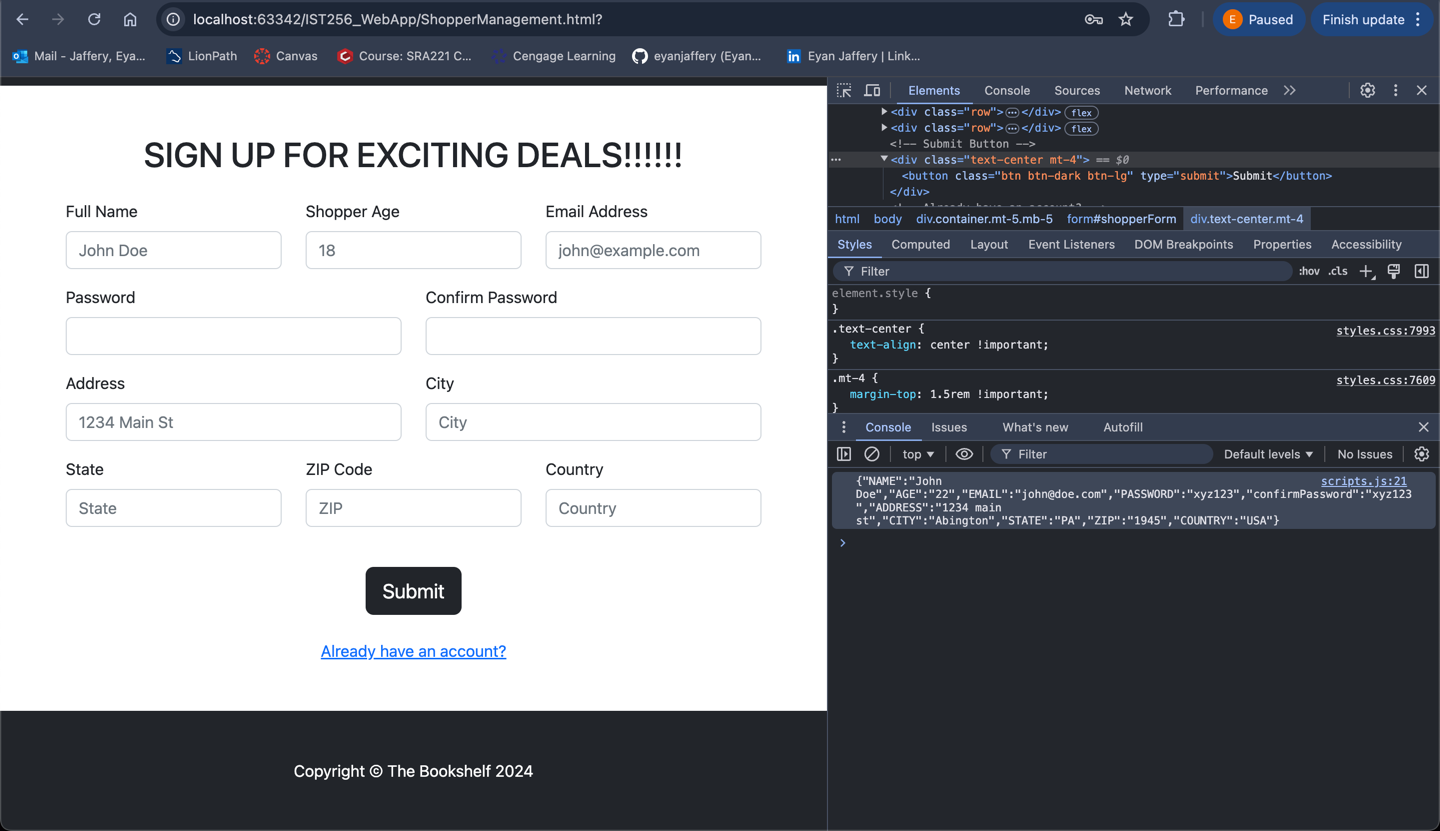 localhost:63342/IST256_WebApp/ShopperManagement.html?
E Paused
Finish update
Mail - Jaffery, Eya...
LionPath
Canvas
Course: SRA221 C...
Cengage Learning
eyanjaffery (Eyan...
Eyan Jaffery | Link...
SIGN UP FOR EXCITING DEALS!!!!!!
Full Name
Shopper Age
Email Address
John Doe
18
john@example.com
Password
Confirm Password
Address
City
1234 Main St
City
State
ZIP Code
Country
State
ZIP
Country
Submit
Already have an account?
Copyright © The Bookshelf 2024
Elements
Console
Sources
Network
Performance
<div class="row">…</div> flex
<div class="row">…</div> flex
<!-- Submit Button -->
<div class="text-center mt-4"> == $0
<button class="btn btn-dark btn-lg" type="submit">Submit</button>
</div>
html body div.container.mt-5.mb-5 form#shopperForm div.text-center.mt-4
Styles
Computed
Layout
Event Listeners
DOM Breakpoints
Properties
Accessibility
Filter
:hov .cls
element.style {
}
.text-center { styles.css:7993
text-align: center !important;
}
.mt-4 { styles.css:7609
margin-top: 1.5rem !important;
}
Console
Issues
What's new
Autofill
top
Filter
Default levels
No Issues
{"NAME":"John scripts.js:21
Doe","AGE":"22","EMAIL":"john@doe.com","PASSWORD":"xyz123","confirmPassword":"xyz123"
,"ADDRESS":"1234 main
st","CITY":"Abington","STATE":"PA","ZIP":"1945","COUNTRY":"USA"}